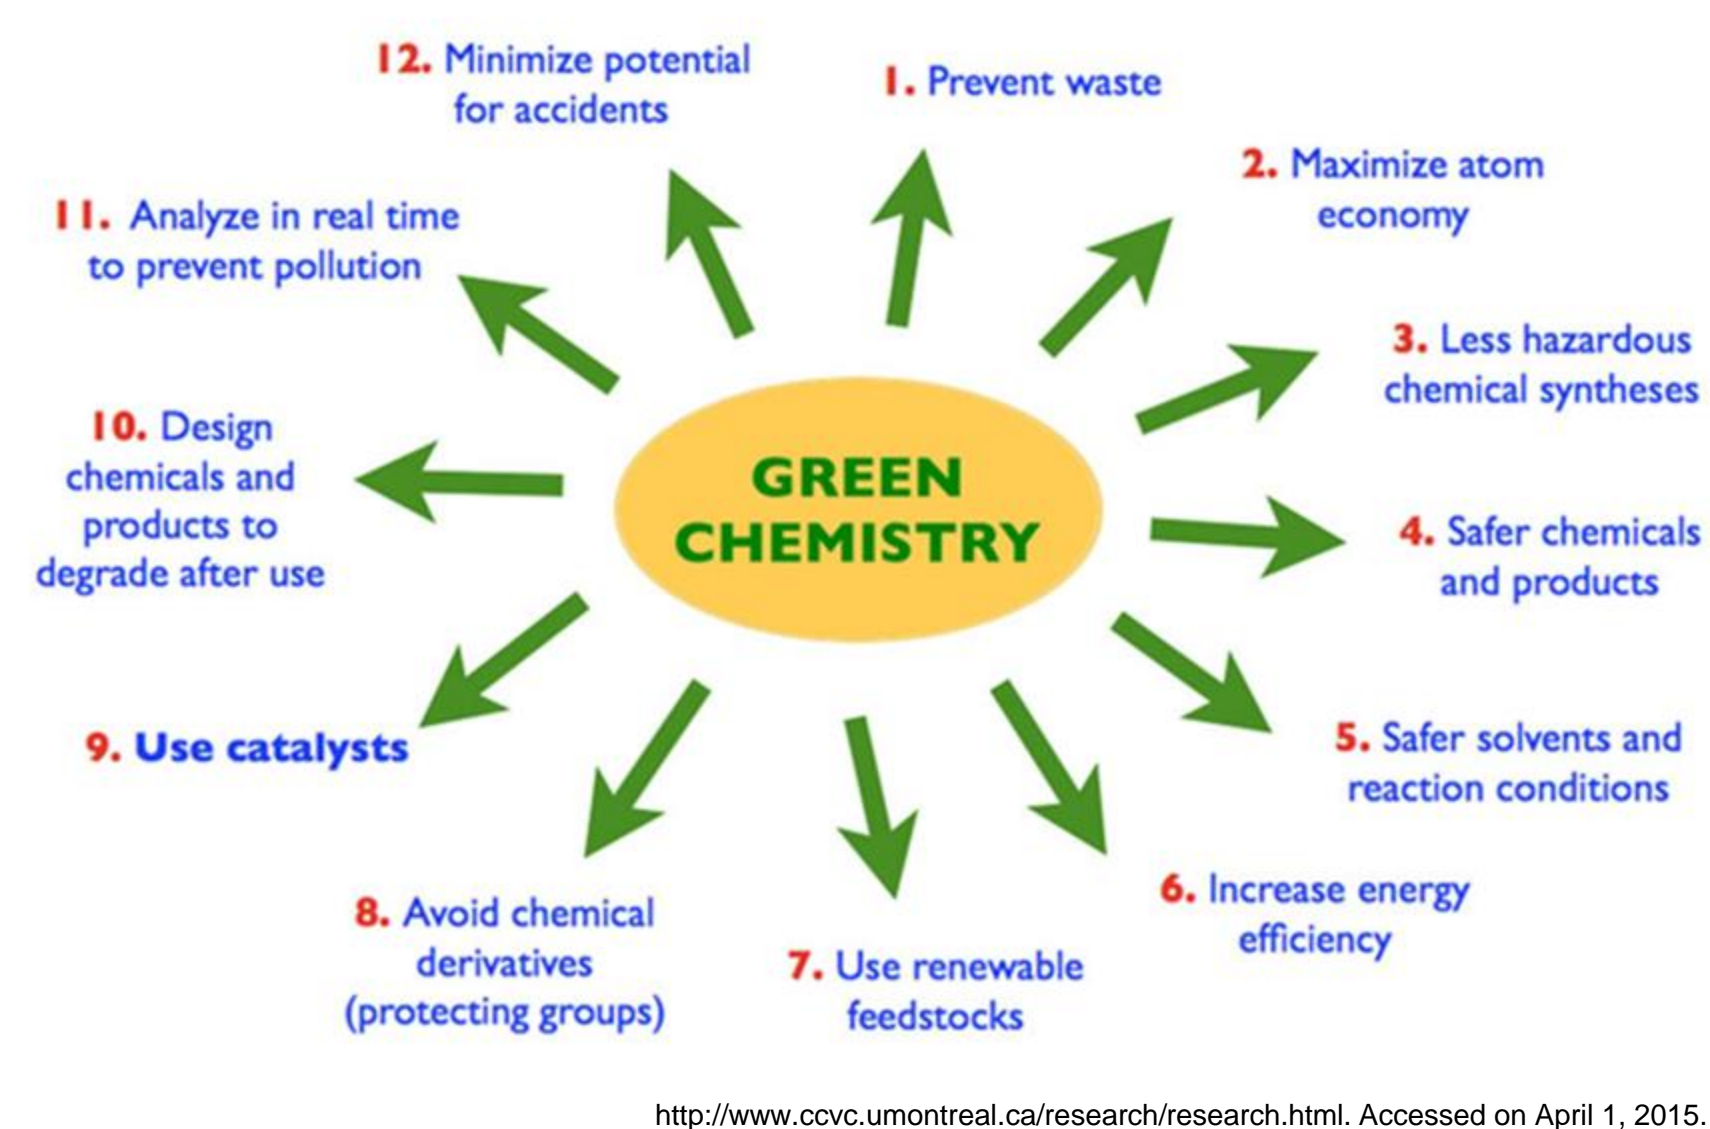 GREEN
CHEMISTRY
1. Prevent waste
2. Maximize atom
economy
3. Less hazardous
chemical syntheses
4. Safer chemicals
and products
5. Safer solvents and
reaction conditions
6. Increase energy
efficiency
7. Use renewable
feedstocks
8. Avoid chemical
derivatives
(protecting groups)
9. Use catalysts
10. Design
chemicals and
products to
degrade after use
11. Analyze in real time
to prevent pollution
12. Minimize potential
for accidents
http://www.ccvc.umontreal.ca/research/research.html. Accessed on April 1, 2015.